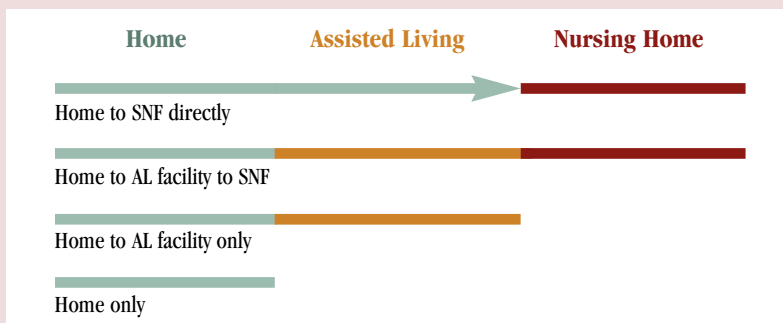 Home Assisted Living Nursing Home
Home to SNF directly
Home to AL facility to SNF
Home to AL facility only
Home only